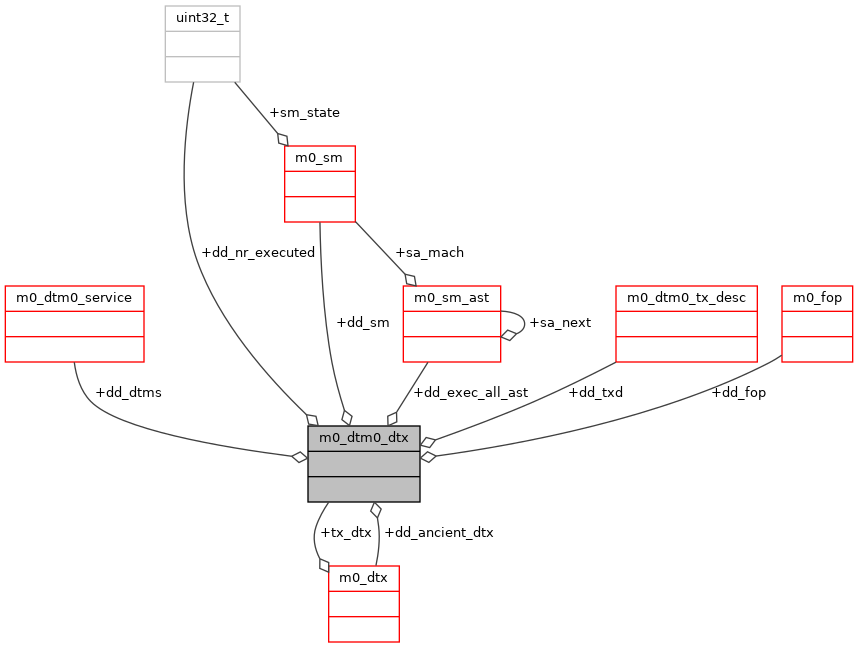 uint32_t
+sm_state
m0_sm
+dd_nr_executed
+sa_mach
m0_dtm0_service
m0_sm_ast
m0_dtm0_tx_desc
m0_fop
+dd_sm
+sa_next
+dd_dtms
+dd_exec_all_ast
+dd_txd
+dd_fop
m0_dtm0_dtx
+tx_dtx
+dd_ancient_dtx
m0_dtx